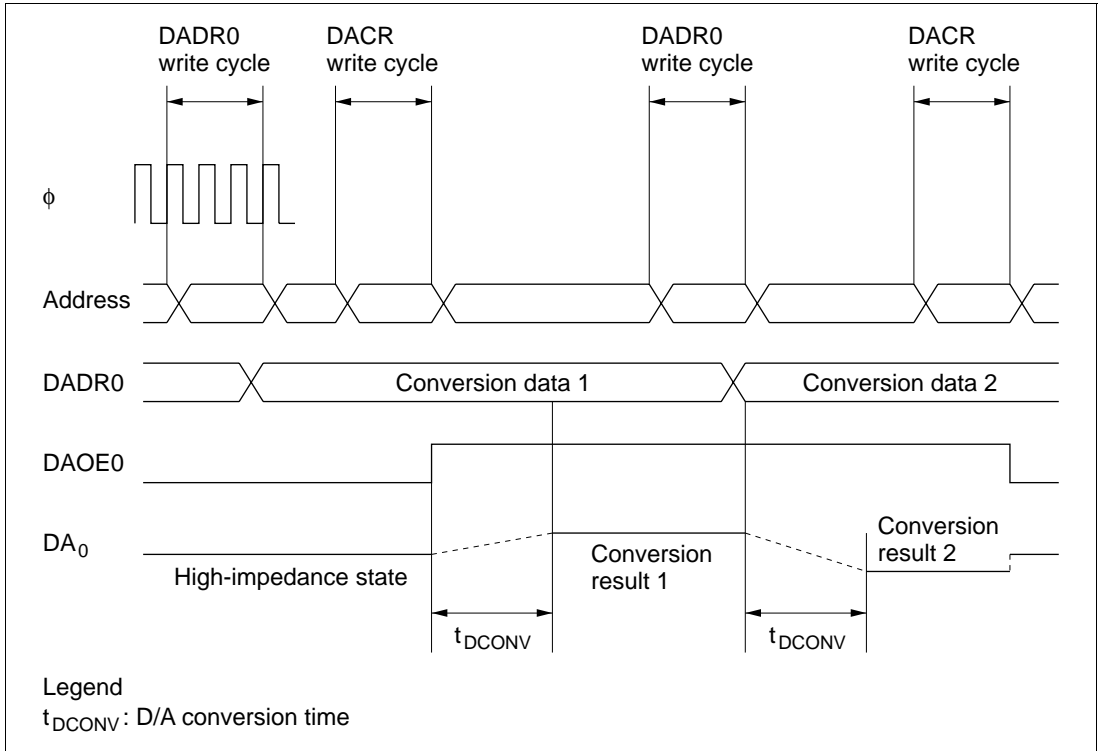 DADR0 write cycle
DACR write cycle
DADR0 write cycle
DACR write cycle
ϕ
Address
DADR0
Conversion data 1
Conversion data 2
DAOE0
DA0
High-impedance state
Conversion result 1
Conversion result 2
tDCONV
tDCONV
Legend
tDCONV: D/A conversion time